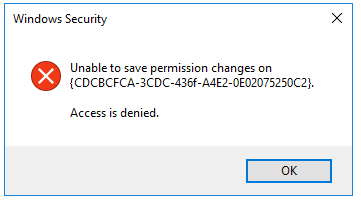 Windows Security
Unable to save permission changes on
{CDCBCFCA-3CDC-436f-A4E2-0E02075250C2}.
Access is denied.
OK